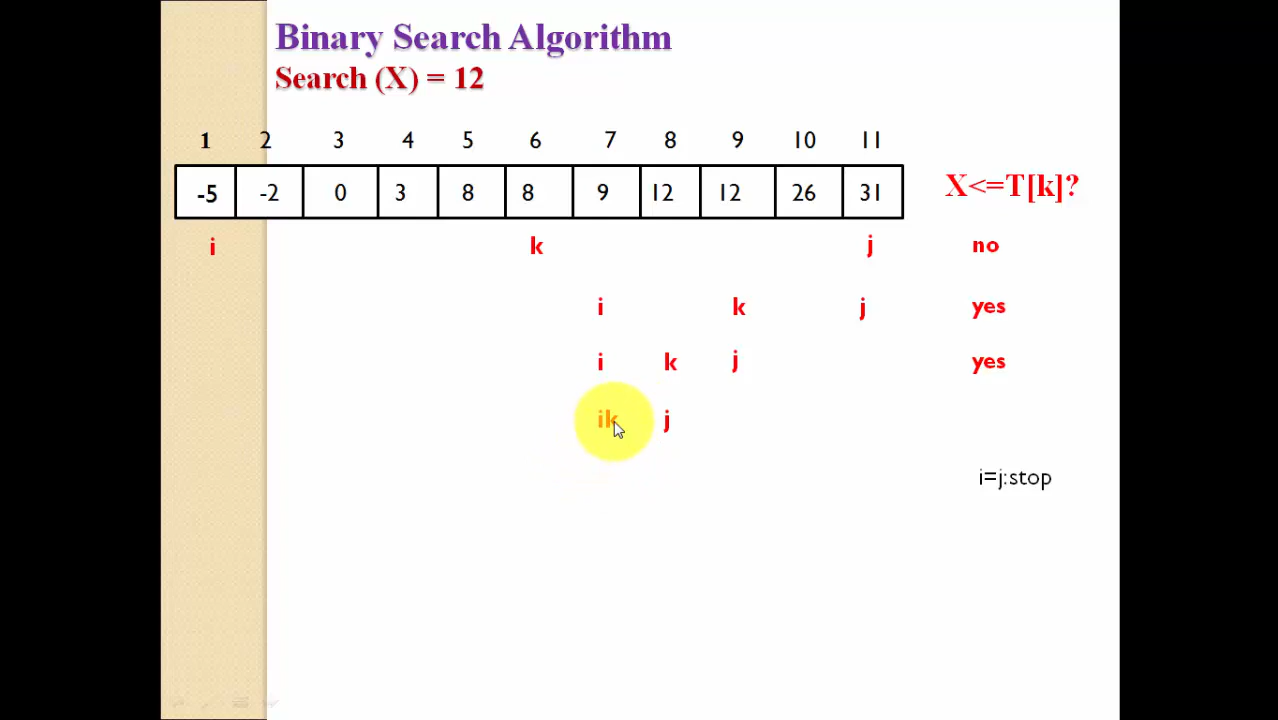 Binary Search Algorithm
Search (X) = 12
1 2 3 4 5 6 7 8 9 10 11
-5 -2 0 3 8 8 9 12 12 26 31 X<=T[k]?
i k j no
i k j yes
i k j yes
ik j
i=j:stop